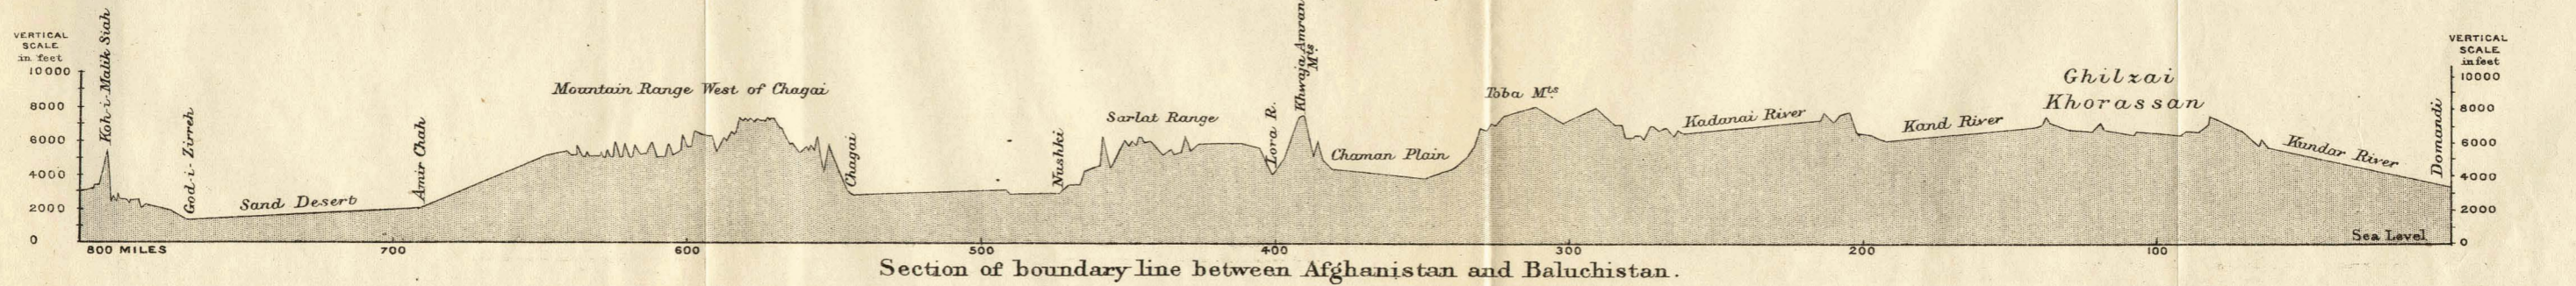 VERTICAL
SCALE
in feet
10000
8000
6000
4000
2000
0
Koh-i-Malik Siah
God-i-Zirreh
Sand Desert
Amir Chah
Mountain Range West of Chagai
Chagai
Nushki
Sarlat Range
Lora R.
Khwaja Amran
Mts
Chaman Plain
Toba Mts
Kadanai River
Kand River
Ghilzai
Khorassan
Kundar River
Domandi
VERTICAL
SCALE
in feet
10000
8000
6000
4000
2000
0
Sea Level
800 MILES 700 600 500 400 300 200 100
Section of boundary line between Afghanistan and Baluchistan.